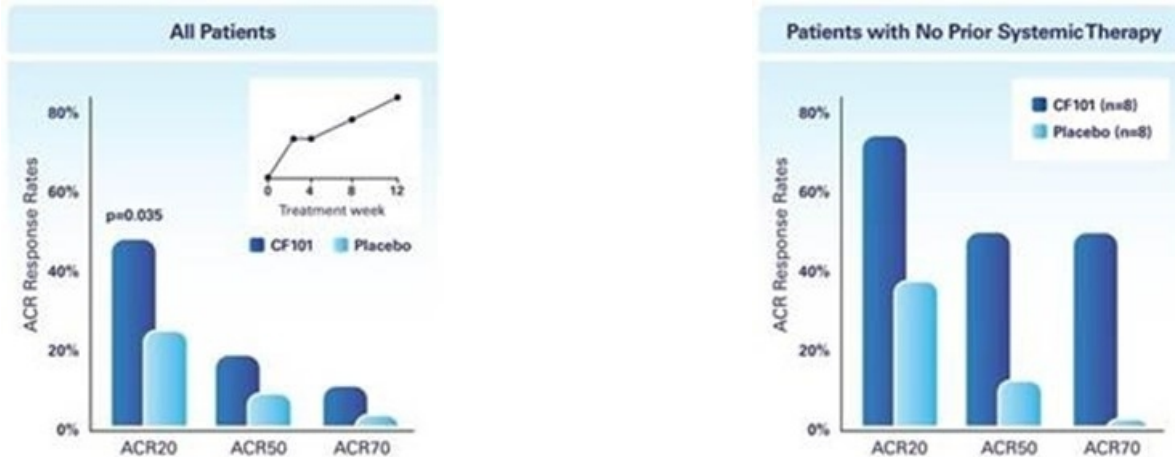 All Patients
80%
60%
40%
20%
0%
ACR Response Rates
p=0.035
0 4 8 12
Treatment week
CF101 Placebo
ACR20 ACR50 ACR70
Patients with No Prior Systemic Therapy
80%
60%
40%
20%
0%
ACR Response Rates
CF101 (n=8)
Placebo (n=8)
ACR20 ACR50 ACR70